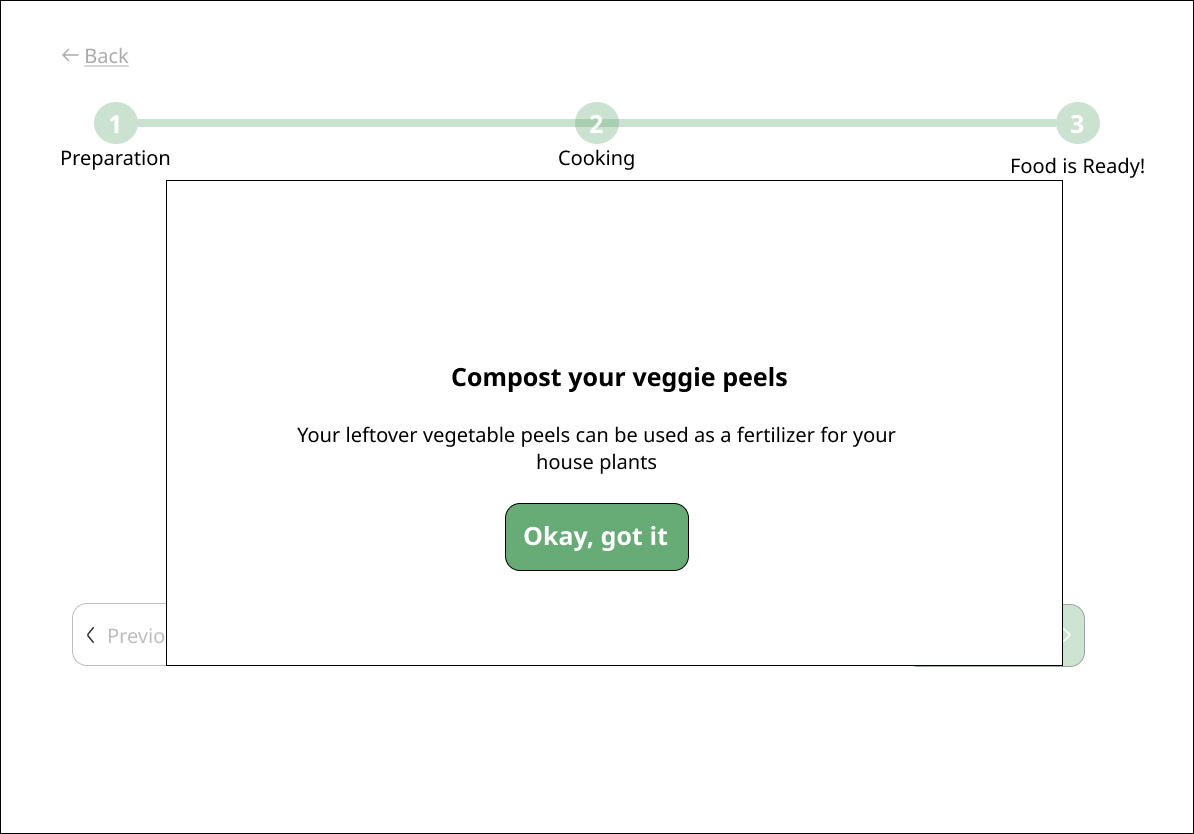 Back
1
2
3
Preparation
Cooking
Food is Ready!
Compost your veggie peels
Your leftover vegetable peels can be used as a fertilizer for your
house plants
Okay, got it
Previo